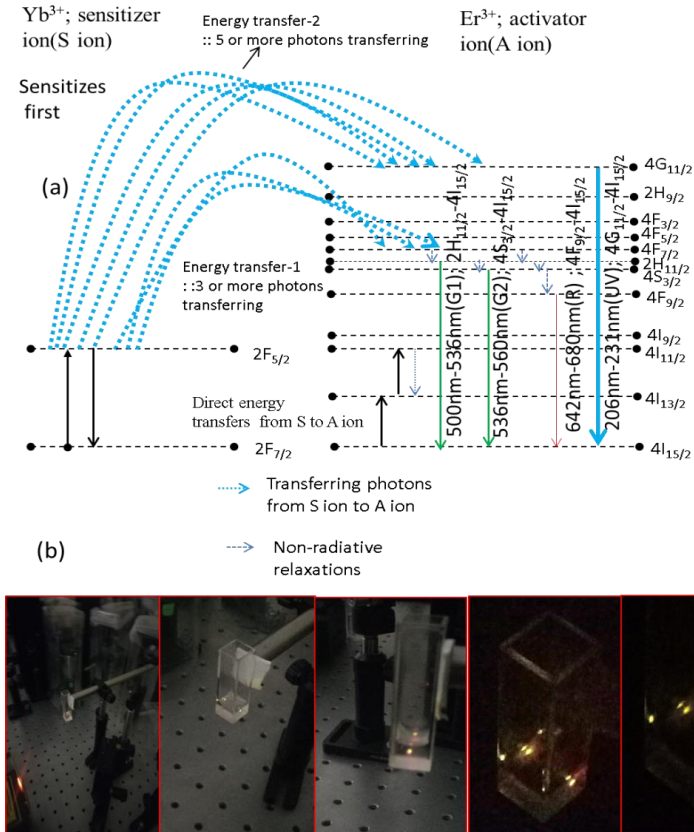 Yb³⁺; sensitizer
ion(S ion)
Energy transfer-2
:: 5 or more photons transferring
Er³⁺; activator
ion(A ion)
Sensitizes
first
(a)
4G₁₁/₂
2H₉/₂
4F₃/₂
4F₅/₂
4F₇/₂
2H₁₁/₂
4S₃/₂
4F₉/₂
4I₉/₂
4I₁₁/₂
4I₁₃/₂
4I₁₅/₂
Energy transfer-1
::3 or more photons
transferring
2F₅/₂
2F₇/₂
Direct energy
transfers from S to A ion
500nm-536nm(G1); 2H₁₁/₂-4I₁₅/₂
536nm-560nm(G2); 4S₃/₂-4I₁₅/₂
642nm-680nm(R) ; 4F₉/₂-4I₁₅/₂
206nm-231nm(UV); 4G₁₁/₂-4I₁₅/₂
Transferring photons
from S ion to A ion
Non-radiative
relaxations
(b)